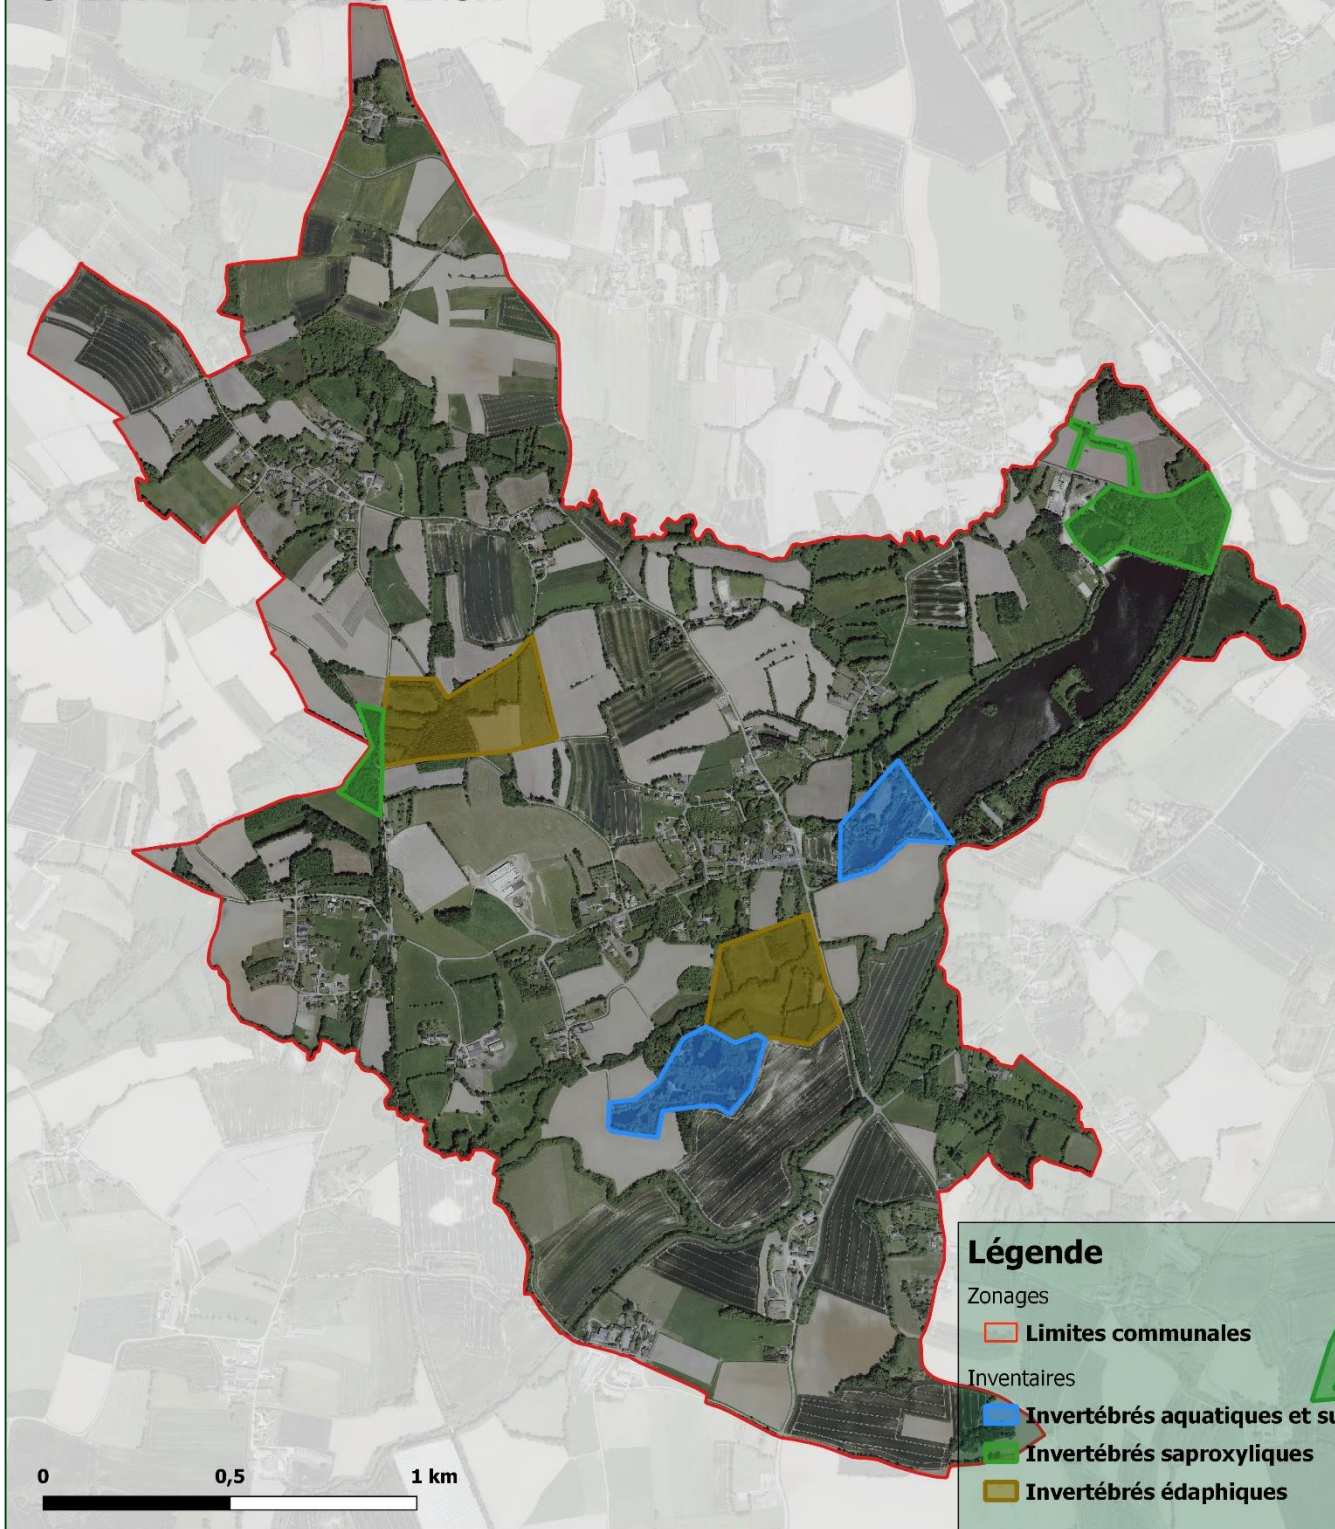 0 0,5 1 km
Légende
Zonages
Limites communales
Inventaires
Invertébrés aquatiques et su
Invertébrés saproxyliques
Invertébrés édaphiques